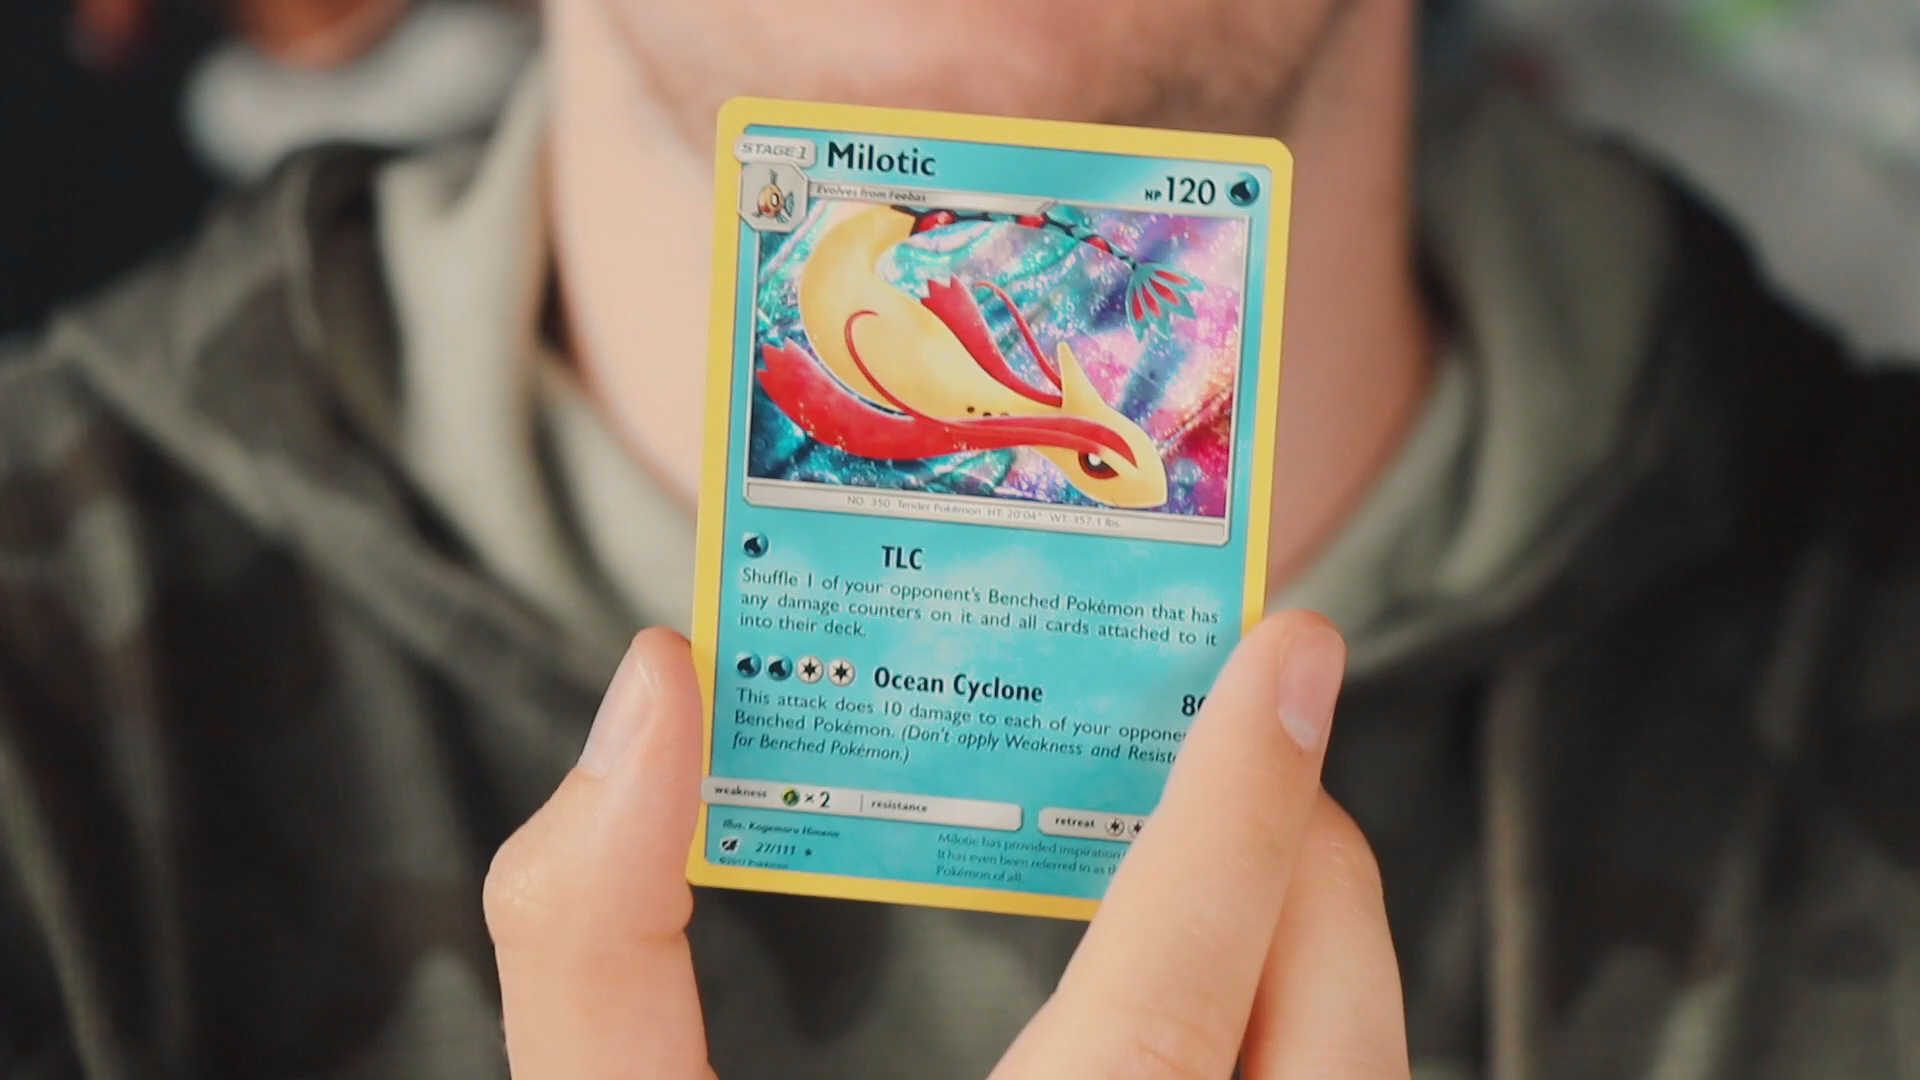 STAGE 1 Milotic
NP 120
Evolves from Feebas
NO. 350 Tender Pokémon HT: 20'04" WT: 357.1 lbs.
TLC
Shuffle 1 of your opponent's Benched Pokémon that has
any damage counters on it and all cards attached to it
into their deck.
Ocean Cyclone
This attack does 10 damage to each of your
Benched Pokémon. (Don't apply Weakness and
for Benched Pokémon.)
weakness ×2 resistance
retreat
Illus. Kagemaru Himeno
27/111 ★
©2017 Pokémon
Milotic has provided inspiration
It has even been referred to as
Pokémon of all.